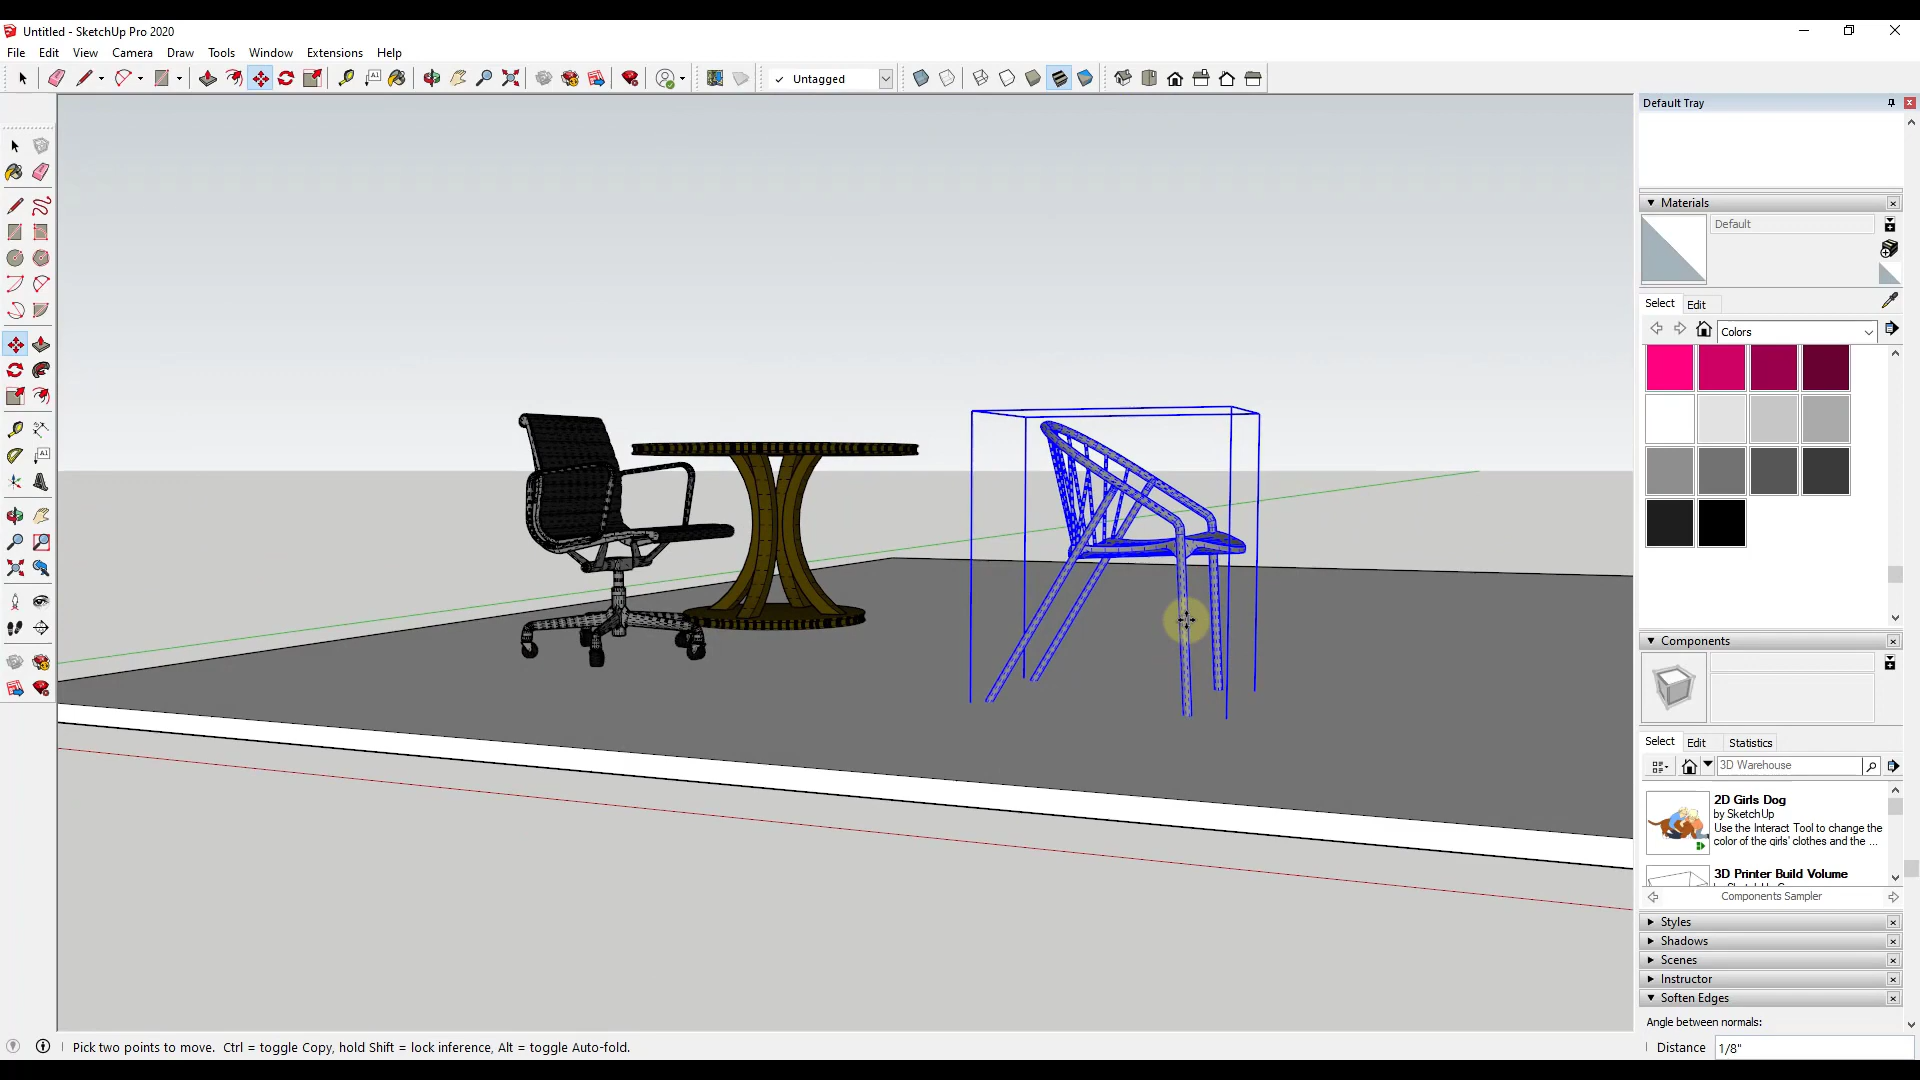 Untitled - SketchUp Pro 2020
File Edit View Camera Draw Tools Window Extensions Help
A1
Untagged
Default Tray
Materials
Default
Select Edit
Colors
A1
Components
Select Edit Statistics
3D Warehouse
2D Girls Dog
by SketchUp
Use the Interact Tool to change the
color of the girls' clothes and the ...
3D Printer Build Volume
Components Sampler
Styles
Shadows
Scenes
Instructor
Soften Edges
Angle between normals:
Pick two points to move. Ctrl = toggle Copy, hold Shift = lock inference, Alt = toggle Auto-fold.
Distance 1/8"